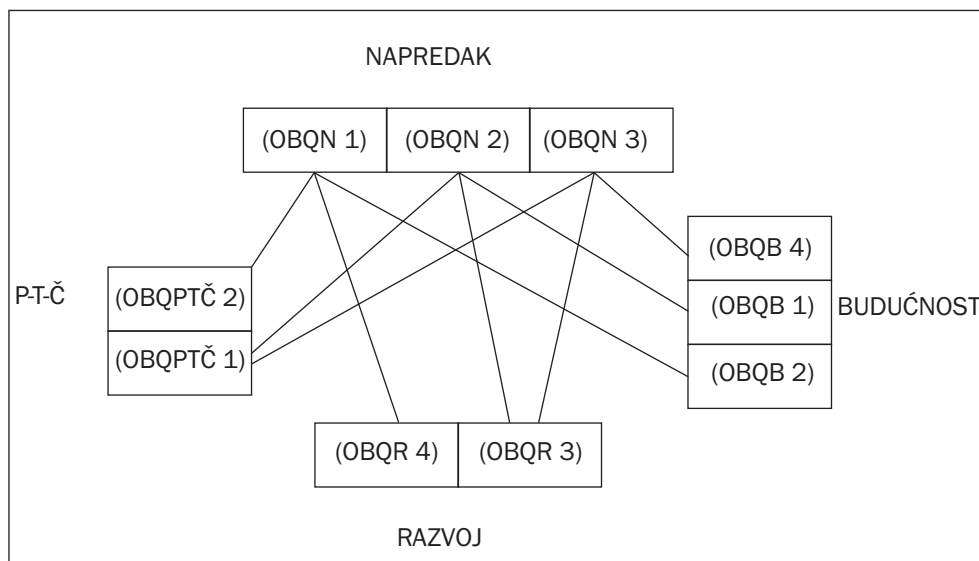 NAPREDAK
(OBQN 1) (OBQN 2) (OBQN 3)
(OBQB 4)
P-T-Č
(OBQPTČ 2)
(OBQB 1)
BUDUĆNOST
(OBQPTČ 1)
(OBQB 2)
(OBQR 4) (OBQR 3)
RAZVOJ